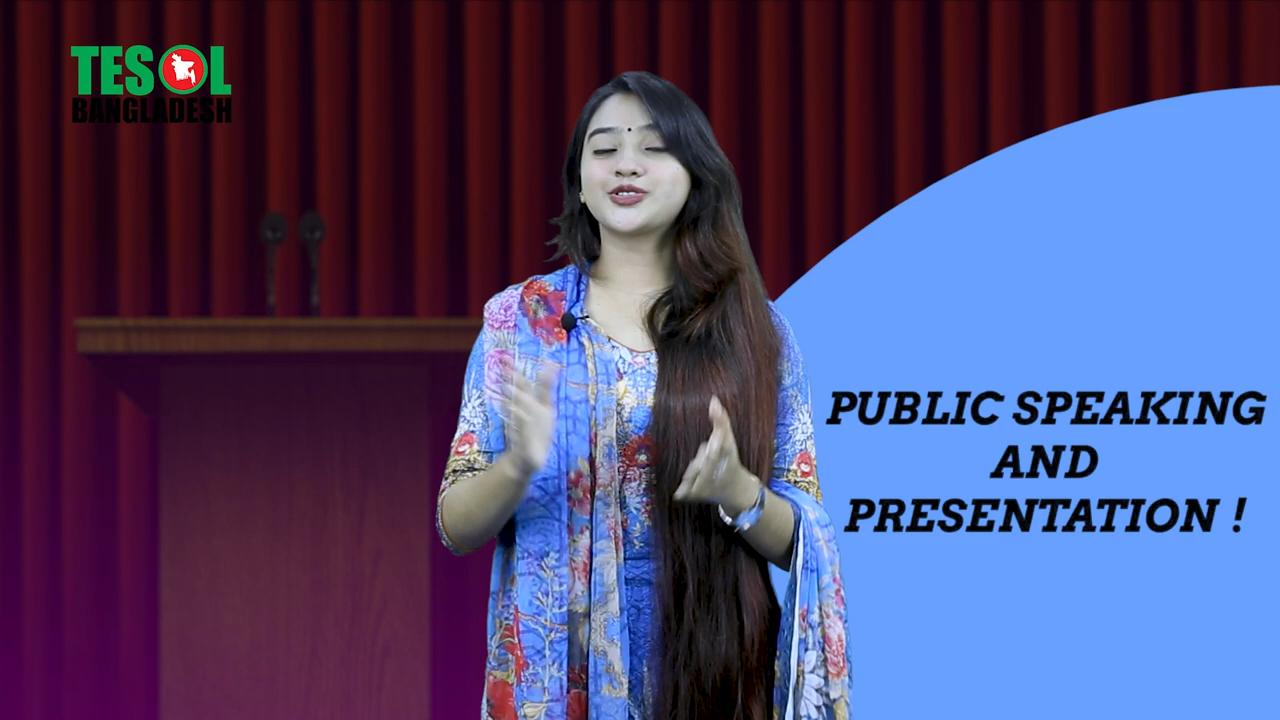 TESOL
BANGLADESH
PUBLIC SPEAKING
AND
PRESENTATION !